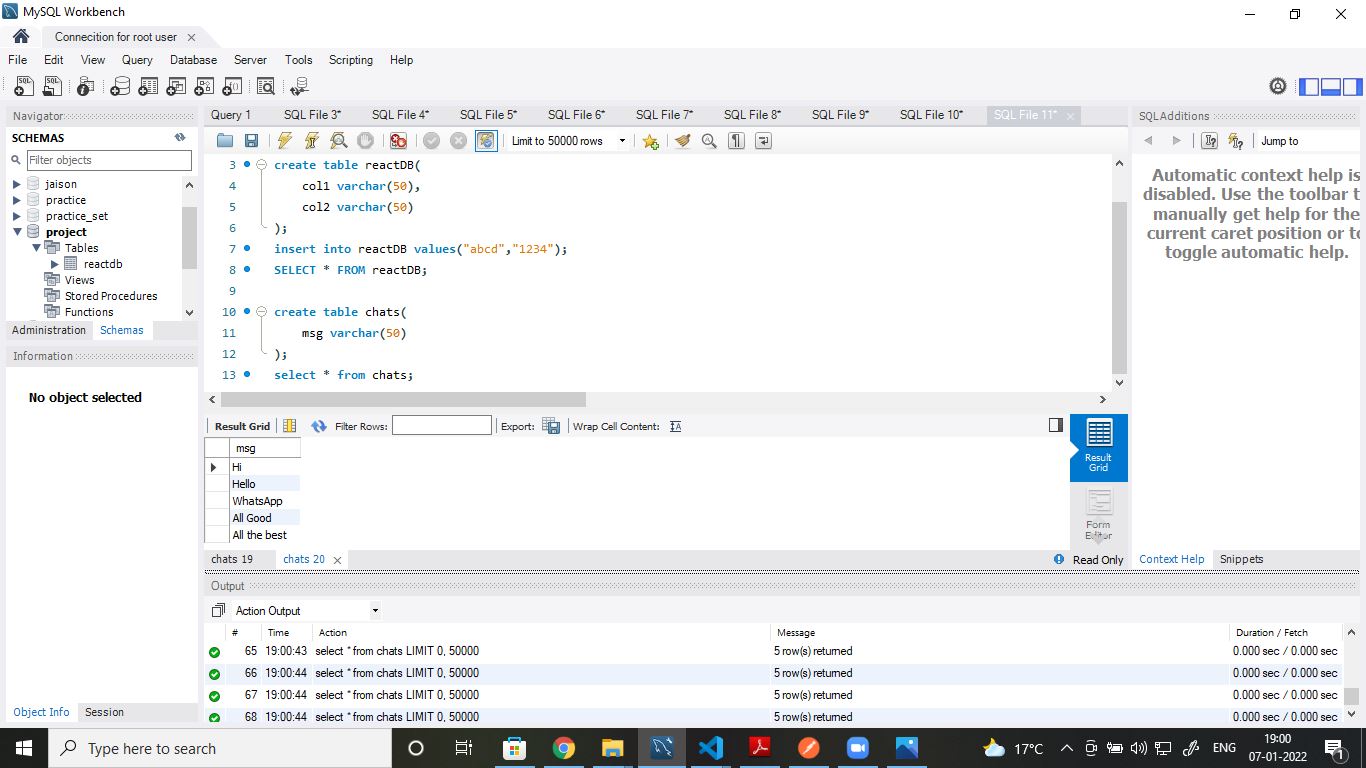 MySQL Workbench
Connecition for root user
File Edit View Query Database Server Tools Scripting Help
Navigator
SCHEMAS
Filter objects
jaison
practice
practice_set
project
Tables
reactdb
Views
Stored Procedures
Functions
Administration Schemas
Information
No object selected
Object Info Session
Query 1 SQL File 3* SQL File 4* SQL File 5* SQL File 6* SQL File 7* SQL File 8* SQL File 9* SQL File 10* SQL File 11*
Limit to 50000 rows
3 create table reactDB(
4 col1 varchar(50),
5 col2 varchar(50)
6 );
7 insert into reactDB values("abcd","1234");
8 SELECT * FROM reactDB;
9
10 create table chats(
11 msg varchar(50)
12 );
13 select * from chats;
Result Grid Filter Rows: Export: Wrap Cell Content:
msg
Hi
Hello
WhatsApp
All Good
All the best
Result
Grid
Form
Editor
chats 19 chats 20 Read Only
SQLAdditions
Jump to
Automatic context help is
disabled. Use the toolbar t
manually get help for the
current caret position or to
toggle automatic help.
Context Help Snippets
Output
Action Output
# Time Action Message Duration / Fetch
65 19:00:43 select * from chats LIMIT 0, 50000 5 row(s) returned 0.000 sec / 0.000 sec
66 19:00:44 select * from chats LIMIT 0, 50000 5 row(s) returned 0.000 sec / 0.000 sec
67 19:00:44 select * from chats LIMIT 0, 50000 5 row(s) returned 0.000 sec / 0.000 sec
68 19:00:44 select * from chats LIMIT 0, 50000 5 row(s) returned 0.000 sec / 0.000 sec
Type here to search
17°C
ENG
19:00
07-01-2022
1